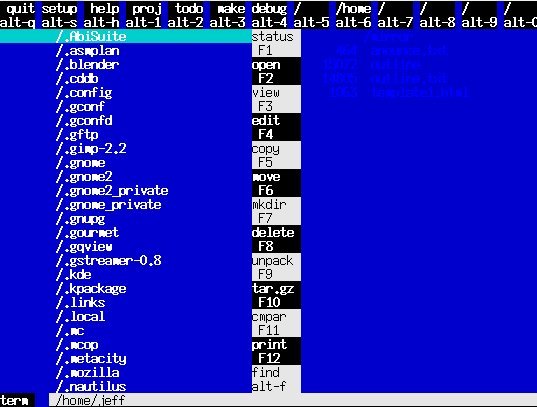 quit setup help proj todo make debug / /home / / / /
alt-q alt-s alt-h alt-1 alt-2 alt-3 alt-4 alt-5 alt-6 alt-7 alt-8 alt-9 alt-0
/.AbiSuite status
/.asmplan F1
/.blender open
/.cddb F2
/.config view
/.gconf F3
/.gconfd edit
/.gftp F4
/.gimp-2.2 copy
/.gnome F5
/.gnome2 move
/.gnome2_private F6
/.gnome_private mkdir
/.gnupg F7
/.gourmet delete
/.gqview F8
/.gstreamer-0.8 unpack
/.kde F9
/.kpackage tar.gz
/.links F10
/.local cmpar
/.mc F11
/.mcop print
/.metacity F12
/.mozilla find
/.nautilus alt-f
term /home/jeff